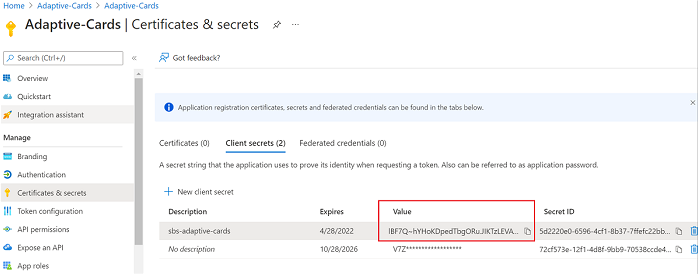 Home > Adaptive-Cards > Adaptive-Cards
Adaptive-Cards | Certificates & secrets
Search (Ctrl+/)
Got feedback?
Overview
Quickstart
Integration assistant
Manage
Branding
Authentication
Certificates & secrets
Token configuration
API permissions
Expose an API
App roles
Application registration certificates, secrets and federated credentials can be found in the tabs below.
Certificates (0) Client secrets (2) Federated credentials (0)
A secret string that the application uses to prove its identity when requesting a token. Also can be referred to as application password.
New client secret
Description Expires Value Secret ID
sbs-adaptive-cards 4/28/2022 lBF7Q~hYHoKDpedTbgORuJIKTzLEVA... 5d2220e0-6596-4cf1-8b37-7ffefc22bb...
No description 10/28/2026 V7Z****************** 72cf573e-12f1-4d8f-9bb9-70538ccde4...